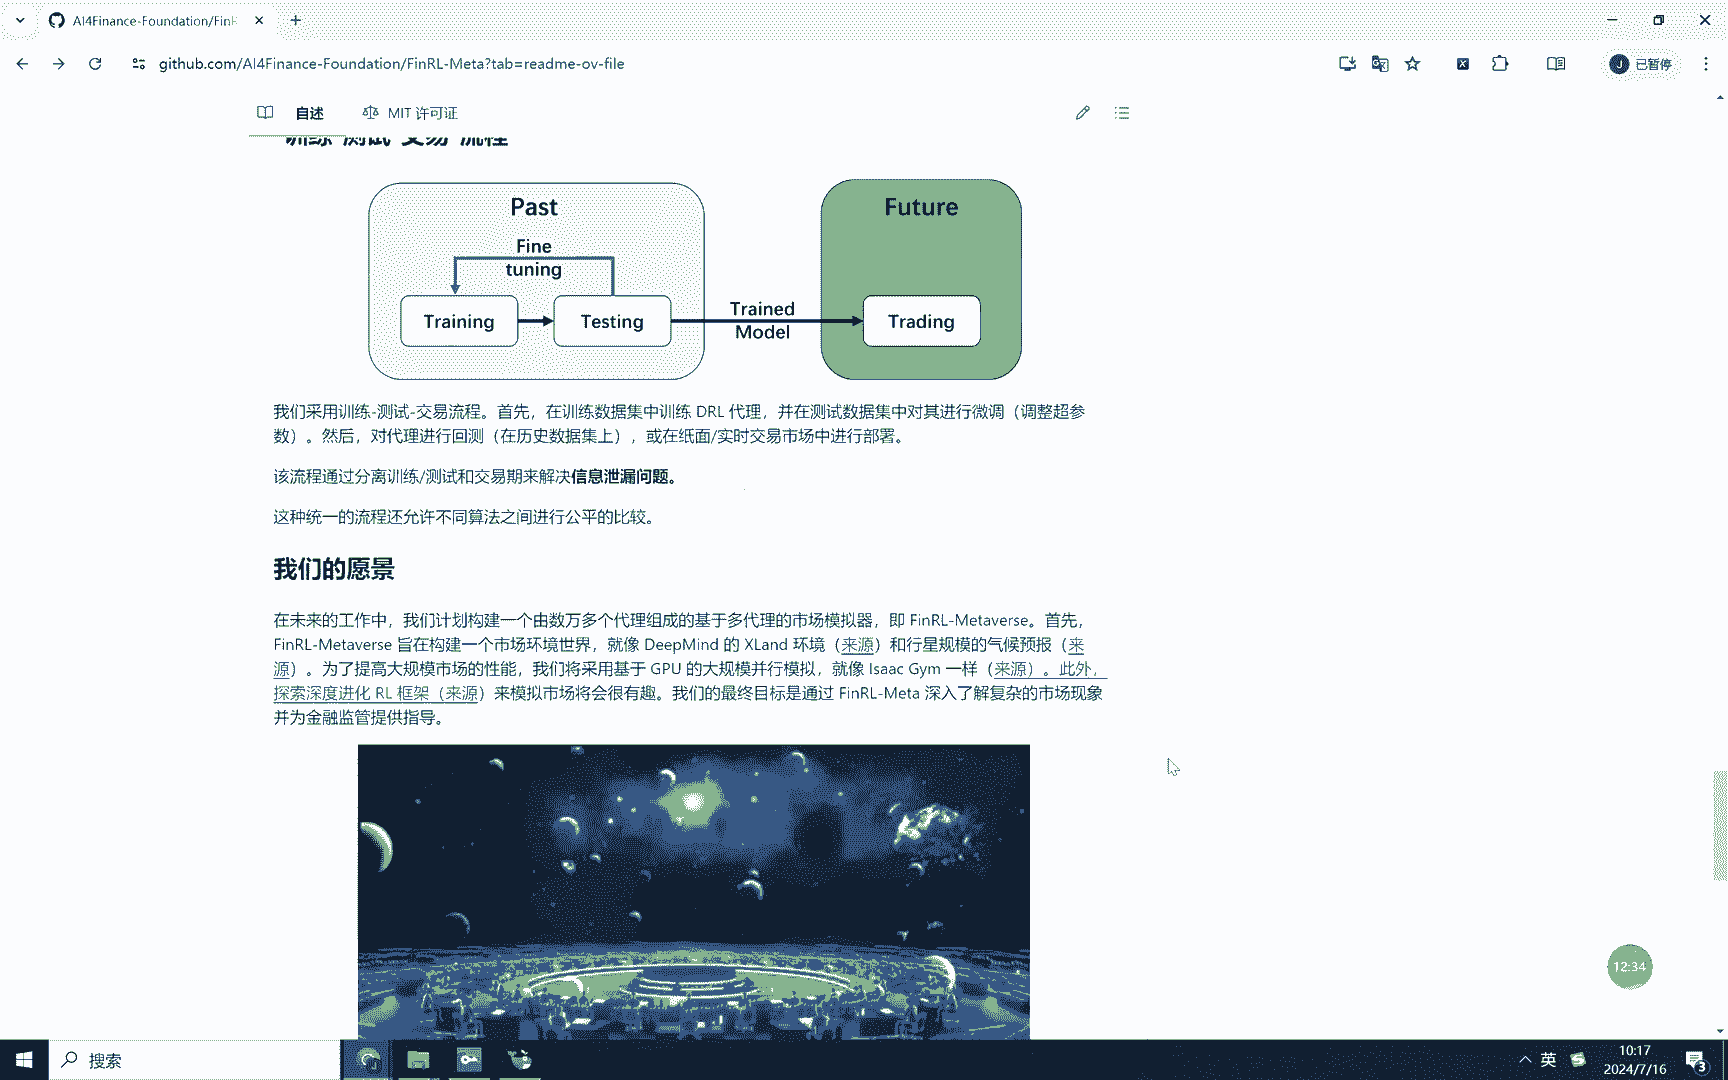 AI4Finance-Foundation/FinR
github.com/AI4Finance-Foundation/FinRL-Meta?tab=readme-ov-file
J 已暂停
自述
MIT 许可证
训练-测试-交易-流程
Past
Future
Fine
tuning
Training
Testing
Trained
Model
Trading
我们采用训练-测试-交易流程。首先，在训练数据集中训练 DRL 代理，并在测试数据集中对其进行微调（调整超参
数）。然后，对代理进行回测（在历史数据集上），或在纸面/实时交易市场中进行部署。
该流程通过分离训练/测试和交易期来解决信息泄漏问题。
这种统一的流程还允许不同算法之间进行公平的比较。
我们的愿景
在未来的工作中，我们计划构建一个由数万多个代理组成的基于多代理的市场模拟器，即 FinRL-Metaverse。首先，
FinRL-Metaverse 旨在构建一个市场环境世界，就像 DeepMind 的 XLand 环境（来源）和行星规模的气候预报（来
源）。为了提高大规模市场的性能，我们将采用基于 GPU 的大规模并行模拟，就像 Isaac Gym 一样（来源）。此外，
探索深度进化 RL 框架（来源）来模拟市场将会很有趣。我们的最终目标是通过 FinRL-Meta 深入了解复杂的市场现象
并为金融监管提供指导。
12:34
搜索
英
10:17
2024/7/16
3